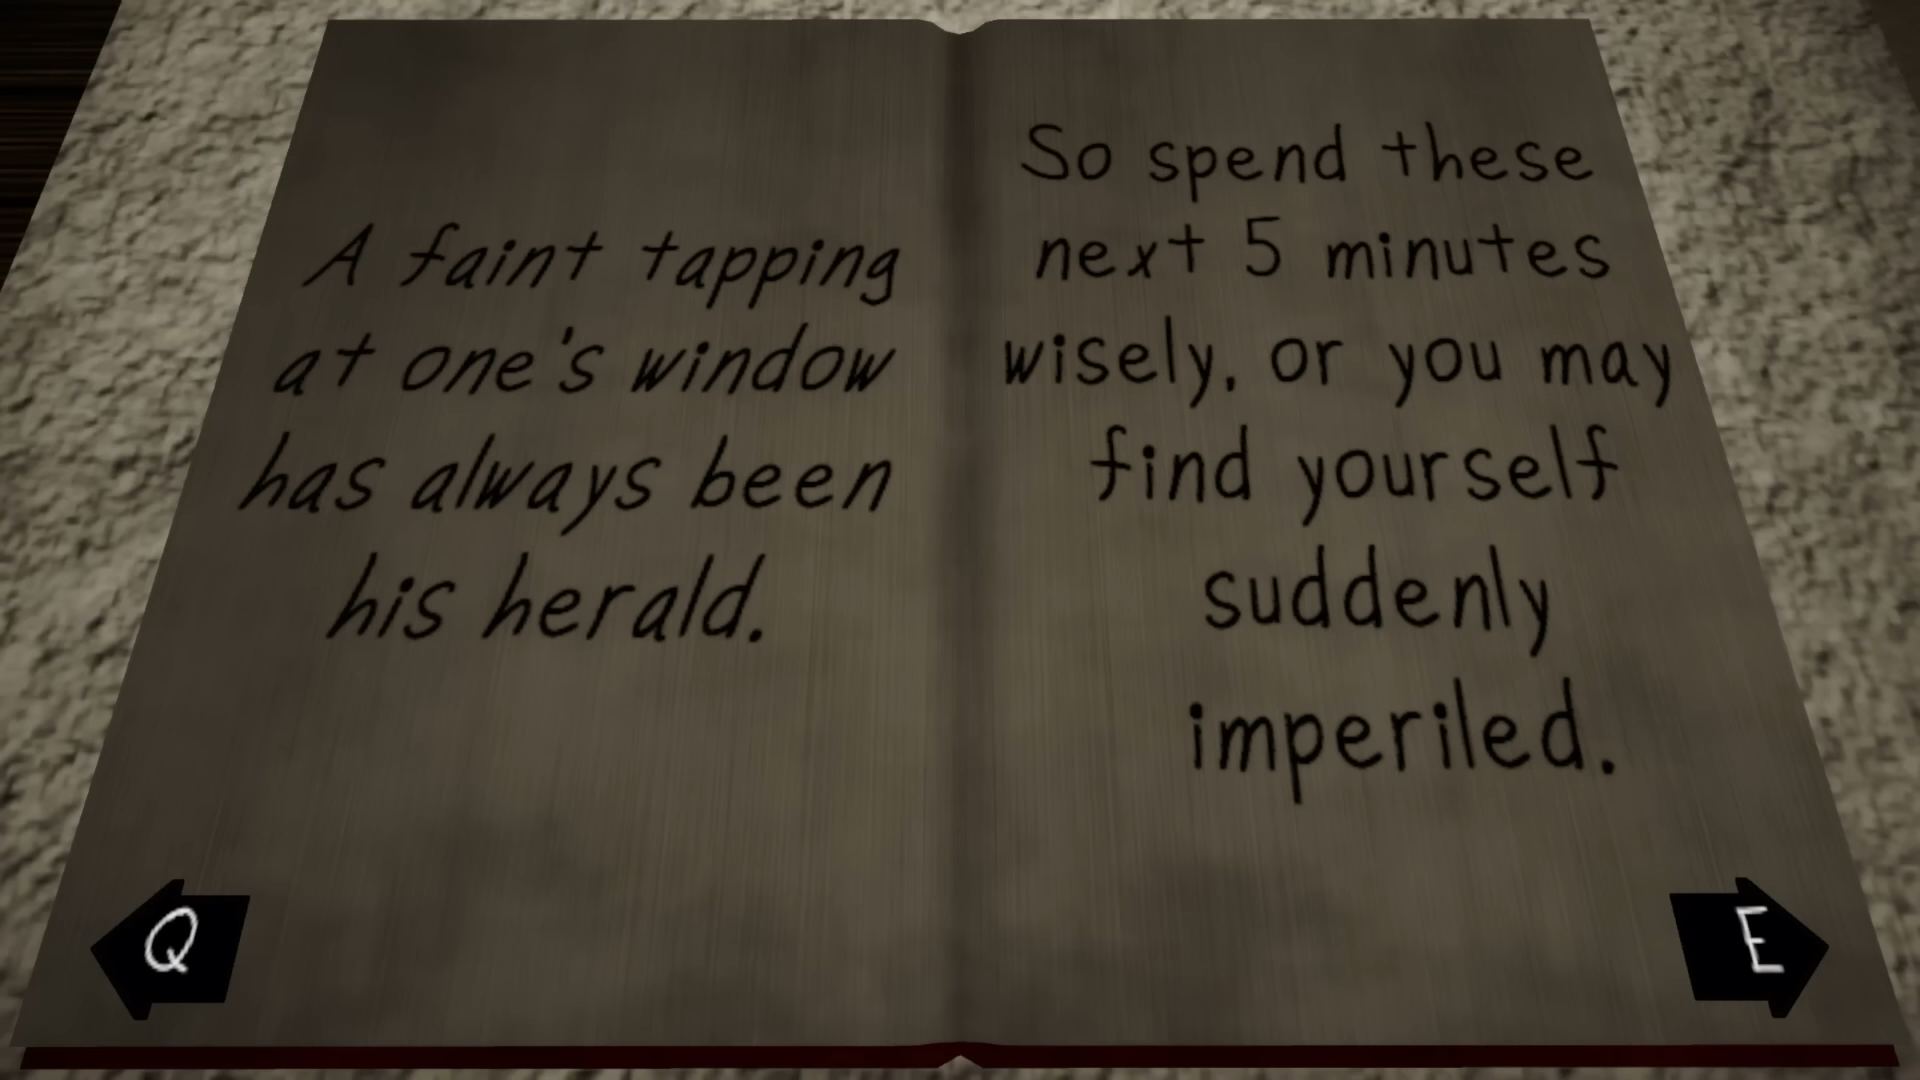 A faint tapping
at one's window
has always been
his herald.
So spend these
next 5 minutes
wisely, or you may
find yourself
suddenly
imperiled.
Q
E